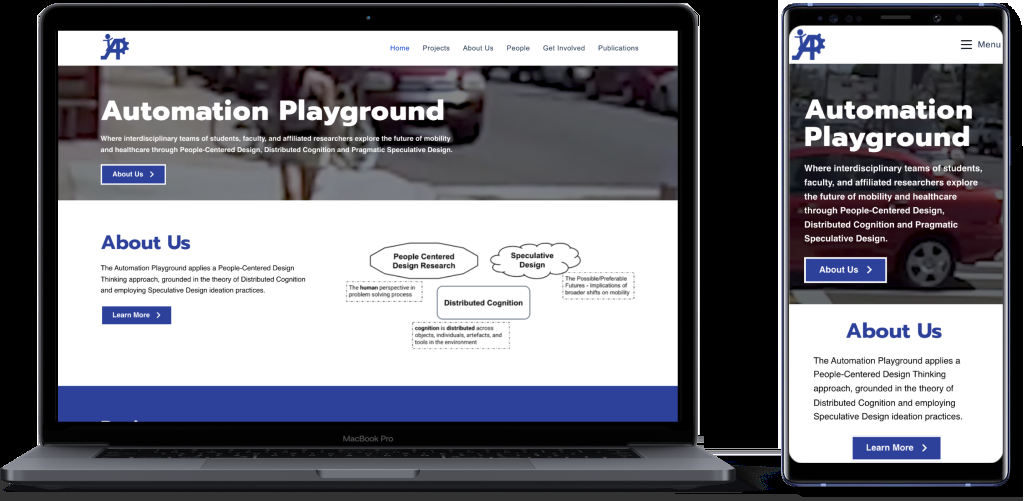 AP
Home Projects About Us People Get Involved Publications
Automation Playground
Where interdisciplinary teams of students, faculty, and affiliated researchers explore the future of mobility
and healthcare through People-Centered Design, Distributed Cognition and Pragmatic Speculative Design.
About Us
About Us
The Automation Playground applies a People-Centered Design
Thinking approach, grounded in the theory of Distributed Cognition
and employing Speculative Design ideation practices.
Learn More
People Centered
Design Research
Speculative
Design
The human perspective in
problem solving process
The Possible/Preferable
Futures - Implications of
broader shifts on mobility
Distributed Cognition
cognition is distributed across
objects, individuals, artefacts, and
tools in the environment
MacBook Pro
AP
Menu
Automation
Playground
Where interdisciplinary teams of students,
faculty, and affiliated researchers explore
the future of mobility and healthcare
through People-Centered Design,
Distributed Cognition and Pragmatic
Speculative Design.
About Us
About Us
The Automation Playground applies a
People-Centered Design Thinking
approach, grounded in the theory of
Distributed Cognition and employing
Speculative Design ideation practices.
Learn More